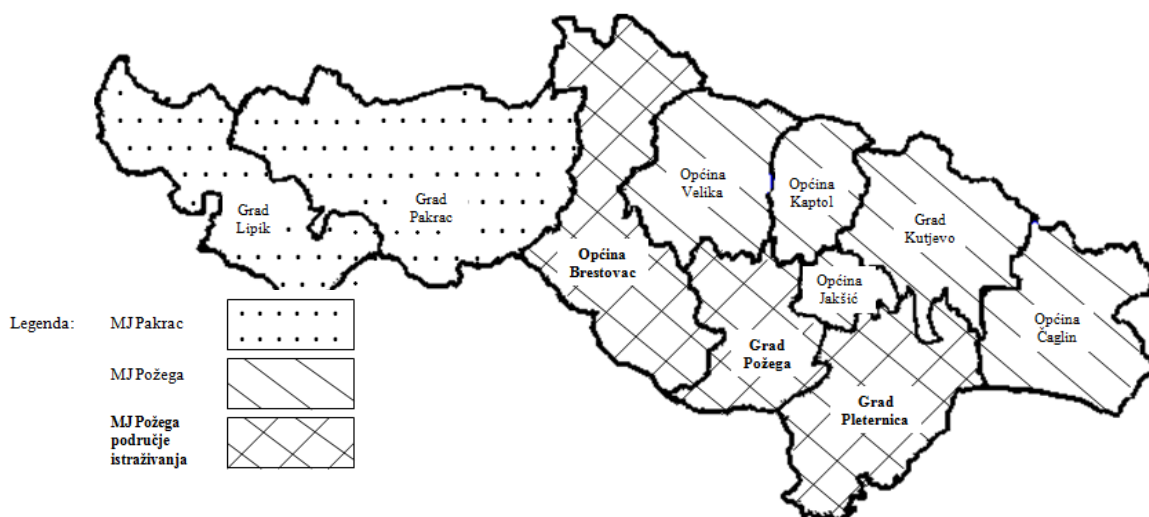 Općina
Velika
Općina
Kaptol
Grad
Lipik
Grad
Pakrac
Grad
Kutjevo
Općina
Brestovac
Općina
Jakšić
Općina
Čaglin
Grad
Požega
Grad
Pleternica
Legenda:
MJ Pakrac
MJ Požega
MJ Požega
područje
istraživanja